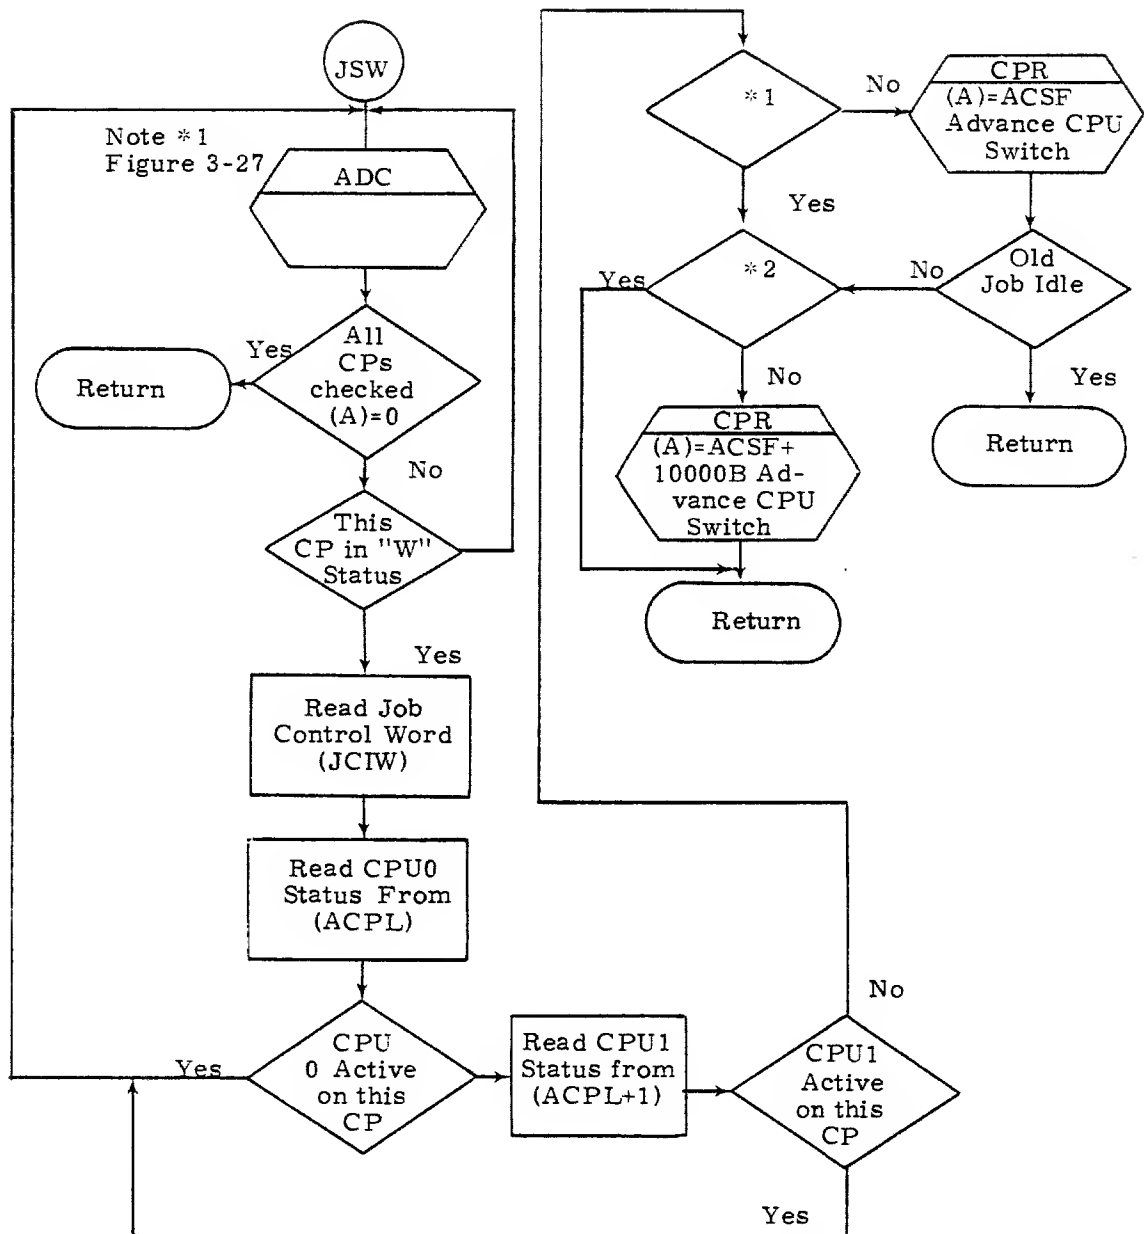 JSW
Note *1
Figure 3-27
ADC
All
CPs
checked
(A)=0
Yes
Return
No
This
CP in "W"
Status
Yes
Read Job
Control Word
(JCIW)
Read CPU0
Status From
(ACPL)
CPU
0 Active
on this
CP
Yes
Read CPU1
Status from
(ACPL+1)
CPU1
Active
on this
CP
No
Yes
*1
No
CPR
(A)=ACSF
Advance CPU
Switch
Yes
*2
Yes
No
Old
Job Idle
No
Yes
CPR
(A)=ACSF+
10000B Ad-
vance CPU
Switch
Return
Return